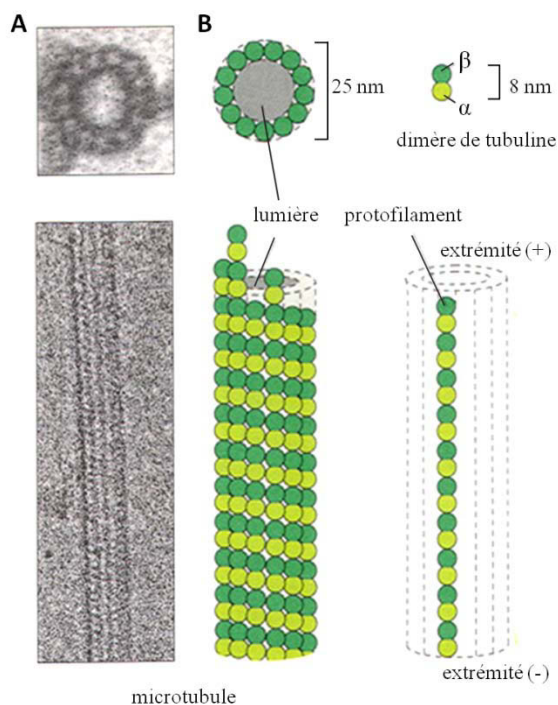 A
B
β
25 nm
8 nm
α
dimère de tubuline
lumière
protofilament
extrémité (+)
extrémité (-)
microtubule